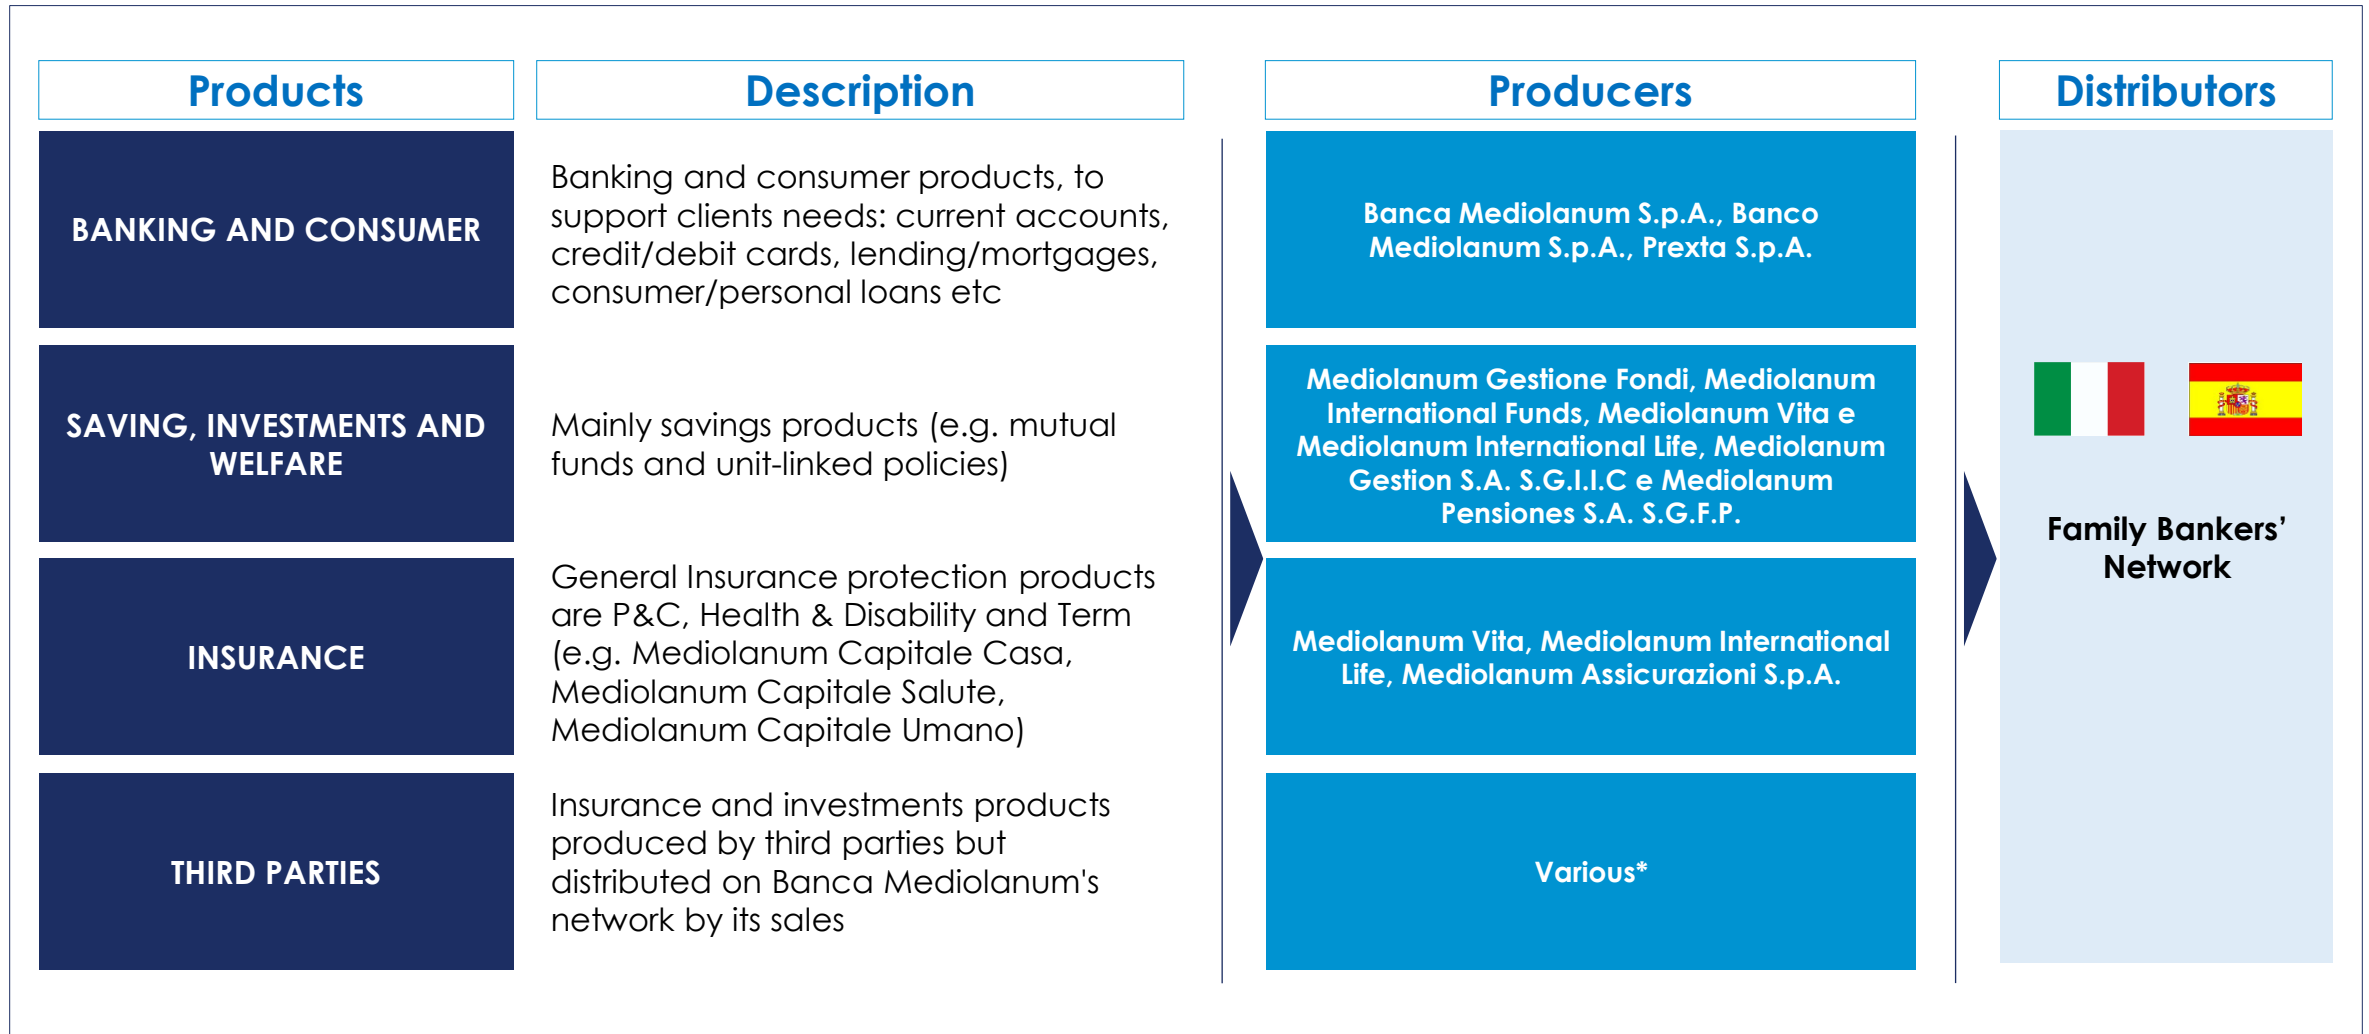 Products
Description
Producers
Distributors
BANKING AND CONSUMER
Banking and consumer products, to
support clients needs: current accounts,
credit/debit cards, lending/mortgages,
consumer/personal loans etc
Banca Mediolanum S.p.A., Banco
Mediolanum S.p.A., Prexta S.p.A.
SAVING, INVESTMENTS AND
WELFARE
Mainly savings products (e.g. mutual
funds and unit-linked policies)
Mediolanum Gestione Fondi, Mediolanum
International Funds, Mediolanum Vita e
Mediolanum International Life, Mediolanum
Gestion S.A. S.G.I.I.C e Mediolanum
Pensiones S.A. S.G.F.P.
INSURANCE
General Insurance protection products
are P&C, Health & Disability and Term
(e.g. Mediolanum Capitale Casa,
Mediolanum Capitale Salute,
Mediolanum Capitale Umano)
Mediolanum Vita, Mediolanum International
Life, Mediolanum Assicurazioni S.p.A.
THIRD PARTIES
Insurance and investments products
produced by third parties but
distributed on Banca Mediolanum's
network by its sales
Various*
Family Bankers’
Network